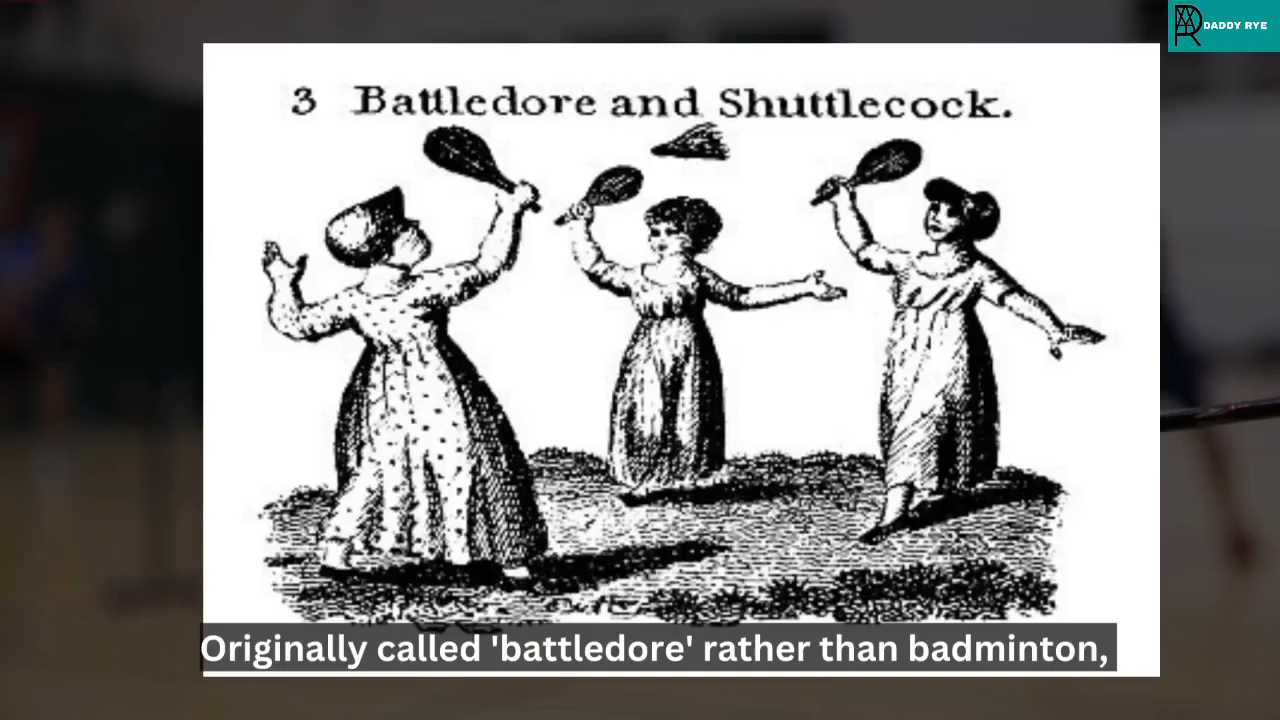 DADDY RYE
3 Battledore and Shuttlecock.
Originally called 'battledore' rather than badminton,